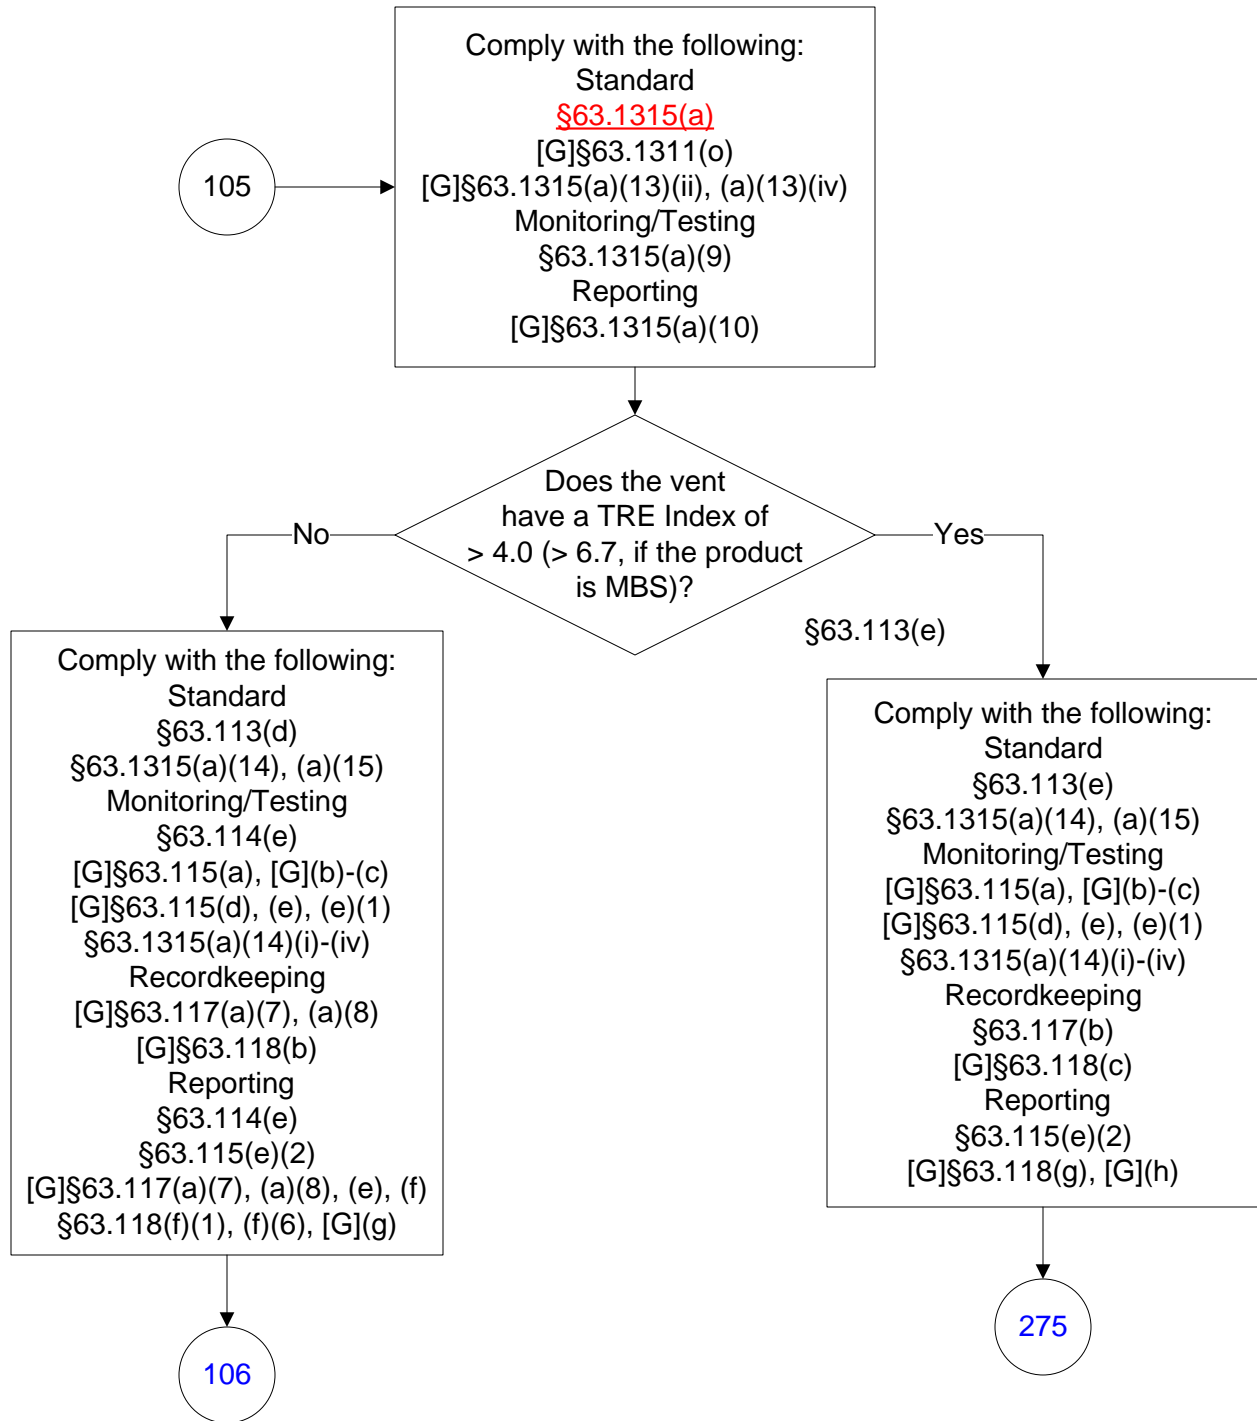 105
Comply with the following:
Standard
§63.1315(a)
[G]§63.1311(o)
[G]§63.1315(a)(13)(ii), (a)(13)(iv)
Monitoring/Testing
§63.1315(a)(9)
Reporting
[G]§63.1315(a)(10)
Does the vent
have a TRE Index of
> 4.0 (> 6.7, if the product
is MBS)?
No
Yes
§63.113(e)
Comply with the following:
Standard
§63.113(d)
§63.1315(a)(14), (a)(15)
Monitoring/Testing
§63.114(e)
[G]§63.115(a), [G](b)-(c)
[G]§63.115(d), (e), (e)(1)
§63.1315(a)(14)(i)-(iv)
Recordkeeping
[G]§63.117(a)(7), (a)(8)
[G]§63.118(b)
Reporting
§63.114(e)
§63.115(e)(2)
[G]§63.117(a)(7), (a)(8), (e), (f)
§63.118(f)(1), (f)(6), [G](g)
106
Comply with the following:
Standard
§63.113(e)
§63.1315(a)(14), (a)(15)
Monitoring/Testing
[G]§63.115(a), [G](b)-(c)
[G]§63.115(d), (e), (e)(1)
§63.1315(a)(14)(i)-(iv)
Recordkeeping
§63.117(b)
[G]§63.118(c)
Reporting
§63.115(e)(2)
[G]§63.118(g), [G](h)
275